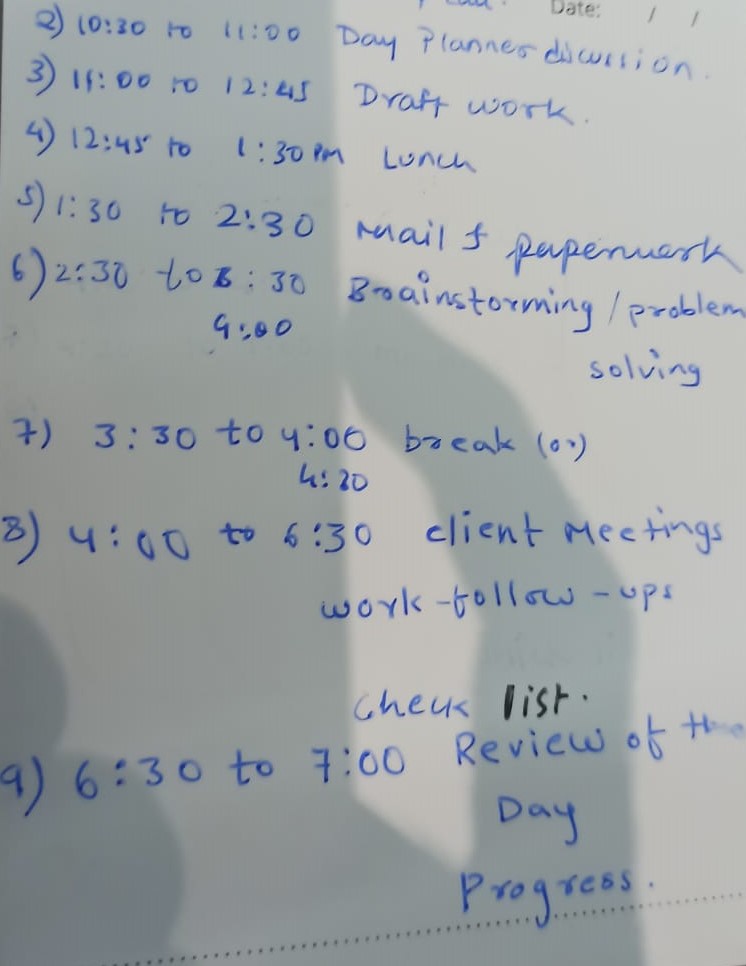 Date: / /
2) 10:30 to 11:00 Day Planner discussion.
3) 11:00 to 12:45 Draft work.
4) 12:45 to 1:30 PM Lunch
5) 1:30 to 2:30 Mail & paperwork
6) 2:30 to 3:30 Brainstorming / problem
4:00
solving
7) 3:30 to 4:00 break (or)
4:20
8) 4:00 to 6:30 client Meetings
work-follow-ups
check list.
9) 6:30 to 7:00 Review of the
Day
Progress.